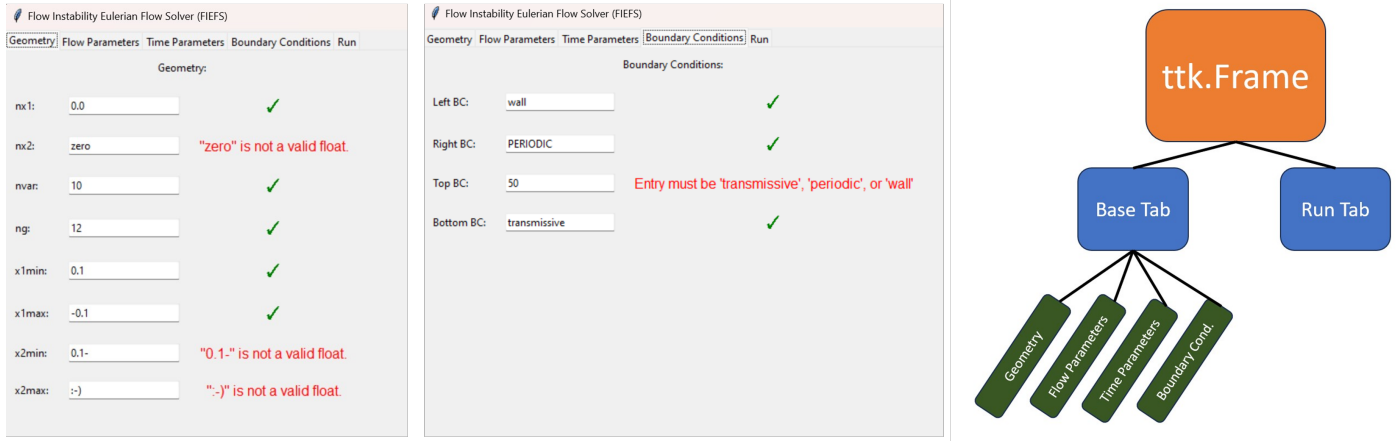 Flow Instability Eulerian Flow Solver (FIEFS)
Geometry Flow Parameters Time Parameters Boundary Conditions Run
Geometry:
nx1: 0.0 ✓
nx2: zero "zero" is not a valid float.
nvar: 10 ✓
ng: 12 ✓
x1min: 0.1 ✓
x1max: -0.1 ✓
x2min: 0.1- "0.1-" is not a valid float.
x2max: :-) ":-)" is not a valid float.
Flow Instability Eulerian Flow Solver (FIEFS)
Geometry Flow Parameters Time Parameters Boundary Conditions Run
Boundary Conditions:
Left BC: wall ✓
Right BC: PERIODIC ✓
Top BC: 50 Entry must be 'transmissive', 'periodic', or 'wall'
Bottom BC: transmissive ✓
ttk.Frame
Base Tab
Run Tab
Geometry
Flow Parameters
Time Parameters
Boundary Cond.